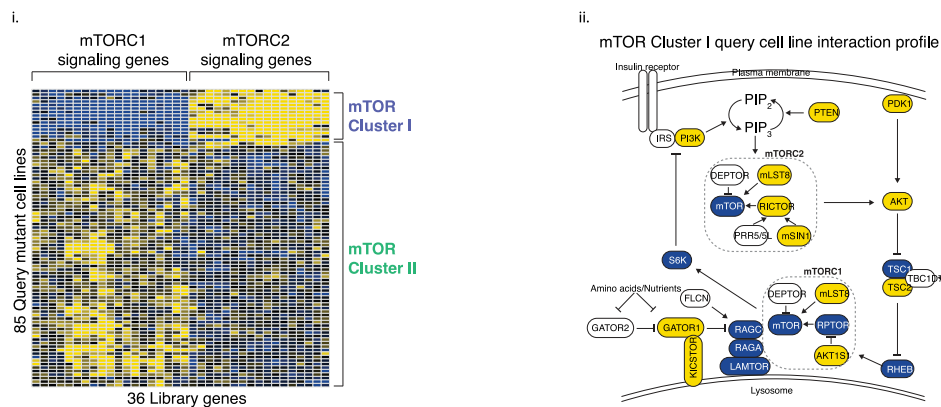 i.
mTORC1
signaling genes
mTORC2
signaling genes
mTOR
Cluster I
mTOR
Cluster II
85 Query mutant cell lines
36 Library genes
ii.
mTOR Cluster I query cell line interaction profile
Insulin receptor
Plasma membrane
PIP2
PIP3
PTEN
PDK1
IRS
PI3K
mTORC2
DEPTOR
mLST8
mTOR
RICTOR
PRR5/5L
mSIN1
AKT
S6K
TSC1
TSC2
TBC1D
mTORC1
Amino acids/Nutrients
FLCN
DEPTOR
mLST8
GATOR2
GATOR1
RAGC
mTOR
RPTOR
RAGA
KICSTOR
LAMTOR
AKT1S1
RHEB
Lysosome